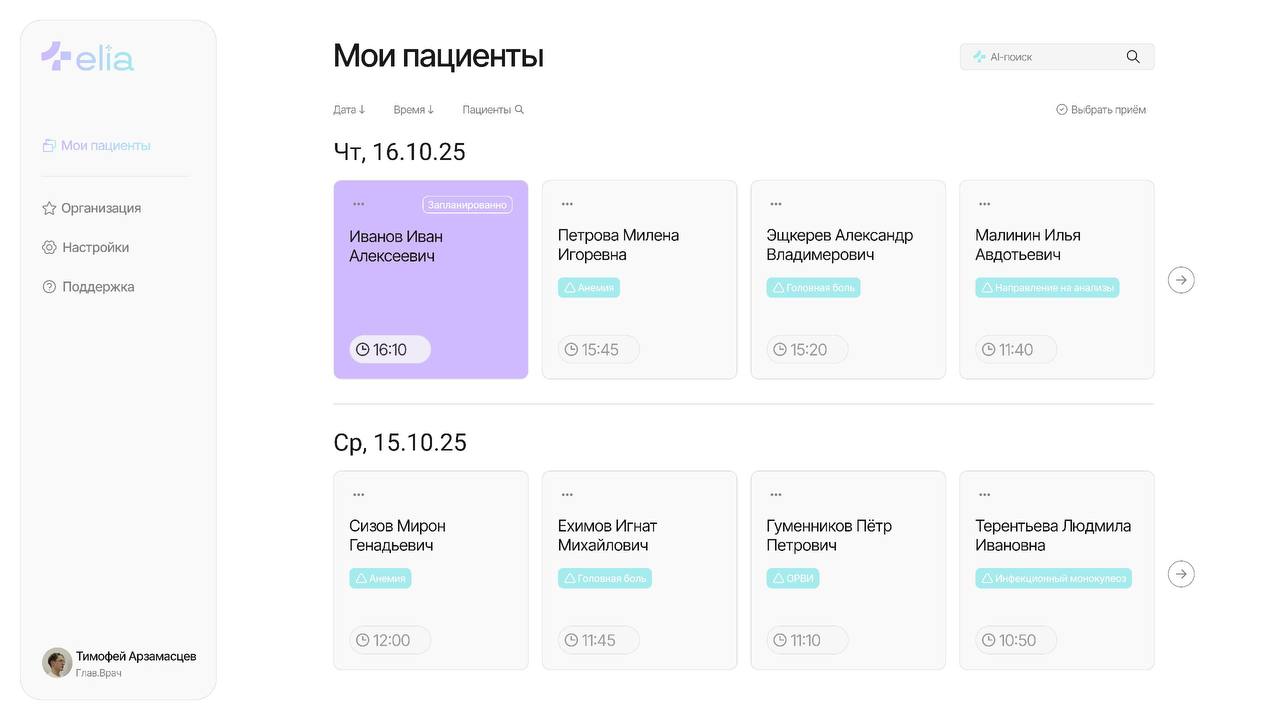 elia
Мои пациенты
AI-поиск
Дата ↓ Время ↓ Пациенты
Выбрать приём
Мои пациенты
Организация
Настройки
Поддержка
Чт, 16.10.25
Запланированно
Иванов Иван
Алексеевич
16:10
Петрова Милена
Игоревна
Анемия
15:45
Эщкерев Александр
Владимерович
Головная боль
15:20
Малинин Илья
Авдотьевич
Направление на анализы
11:40
Ср, 15.10.25
Сизов Мирон
Генадьевич
Анемия
12:00
Ехимов Игнат
Михайлович
Головная боль
11:45
Гуменников Пётр
Петрович
ОРВИ
11:10
Терентьева Людмила
Ивановна
Инфекционный монокулеоз
10:50
Тимофей Арзамасцев
Глав.Врач